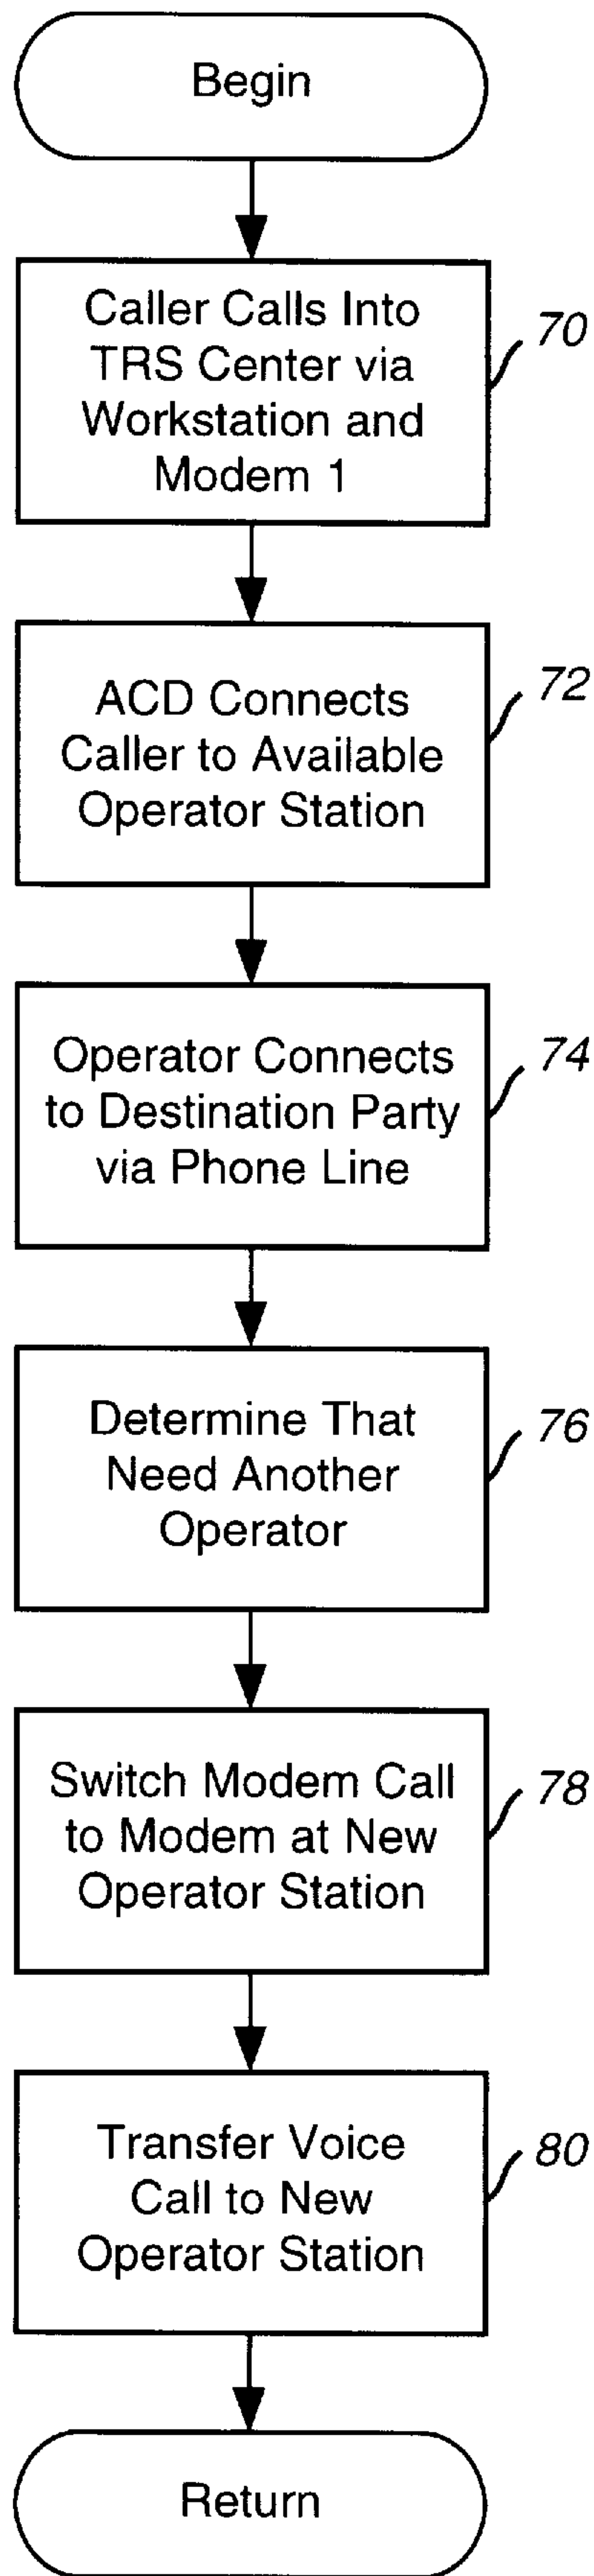 Begin
Caller Calls Into
TRS Center via
Workstation and
Modem 1
70
ACD Connects
Caller to Available
Operator Station
72
Operator Connects
to Destination Party
via Phone Line
74
Determine That
Need Another
Operator
76
Switch Modem Call
to Modem at New
Operator Station
78
Transfer Voice
Call to New
Operator Station
80
Return